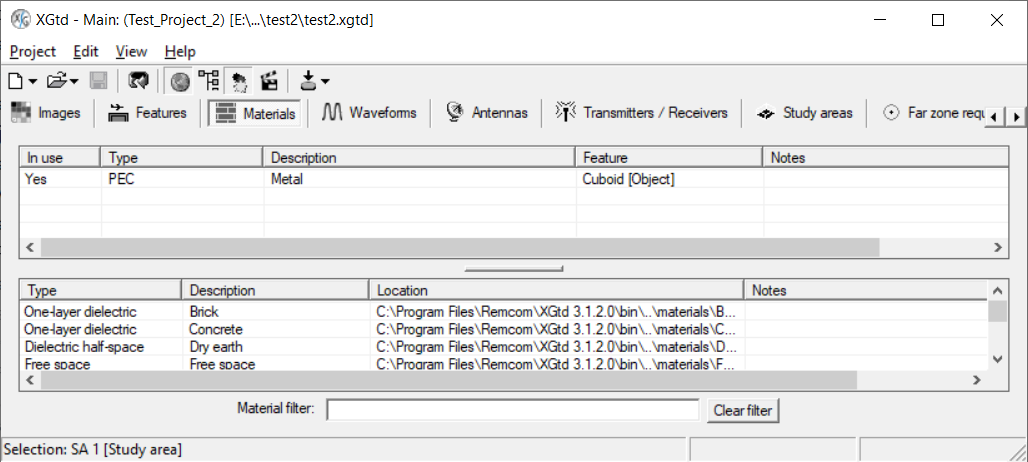 XGtd - Main: (Test_Project_2) [E:\...\test2\test2.xgtd]
Project Edit View Help
Images Features Materials Waveforms Antennas Transmitters / Receivers Study areas Far zone requ
In use Type Description Feature Notes
Yes PEC Metal Cuboid [Object]
Type Description Location Notes
One-layer dielectric Brick C:\Program Files\Remcom\XGtd 3.1.2.0\bin\..\materials\B...
One-layer dielectric Concrete C:\Program Files\Remcom\XGtd 3.1.2.0\bin\..\materials\C...
Dielectric half-space Dry earth C:\Program Files\Remcom\XGtd 3.1.2.0\bin\..\materials\D...
Free space Free space C:\Program Files\Remcom\XGtd 3.1.2.0\bin\..\materials\F...
Material filter: Clear filter
Selection: SA 1 [Study area]